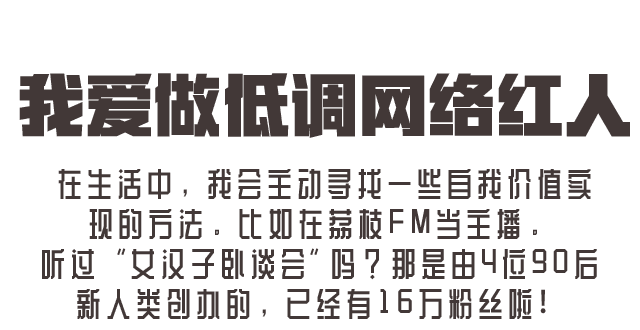 我爱做低调网络红人
在生活中，我会主动寻找一些自我价值实
现的方法。比如在荔枝FM当主播。
听过“女汉子卧谈会”吗？那是由4位90后
新人类创办的，已经有16万粉丝啦！